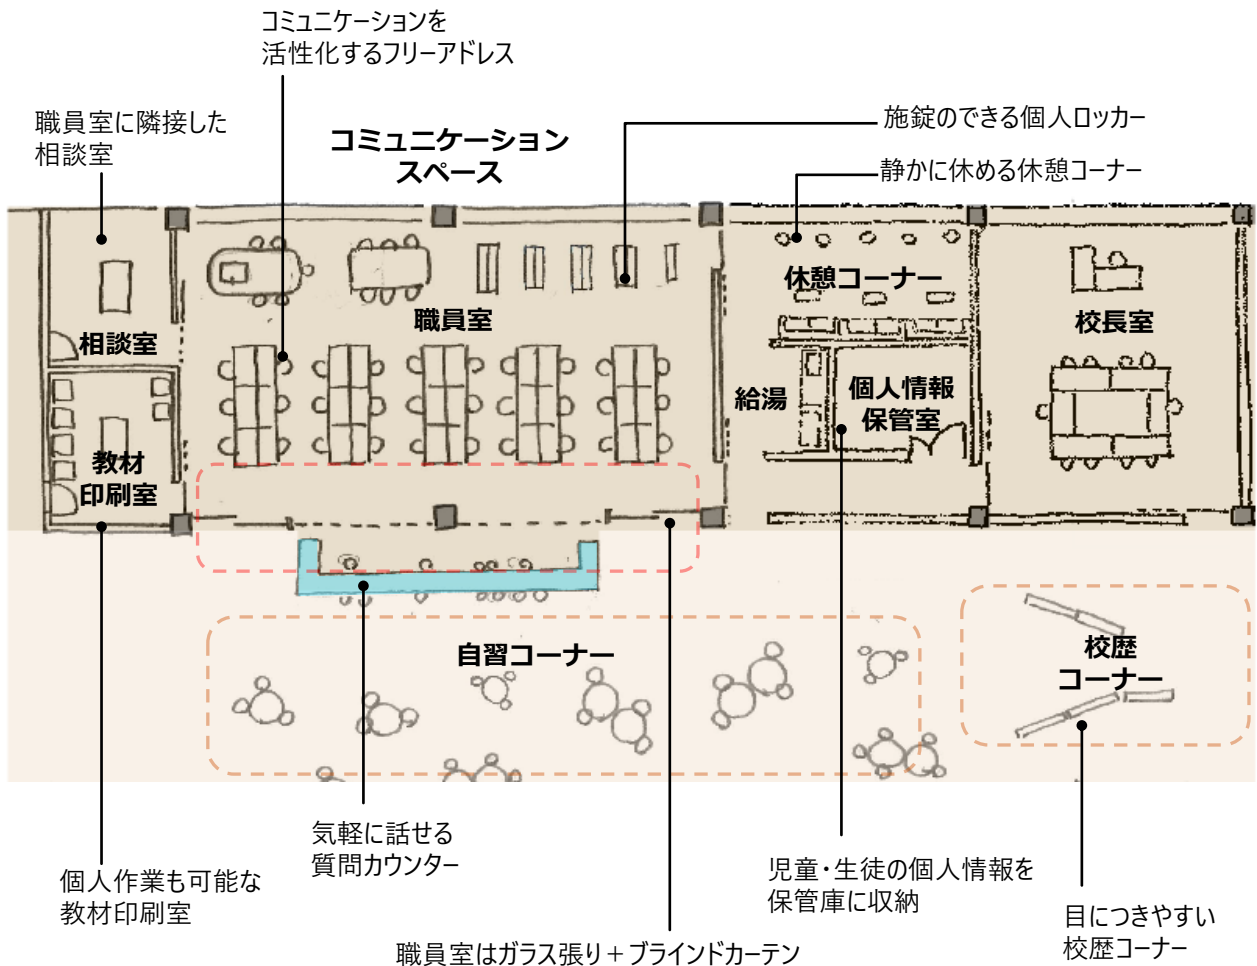 コミュニケーションを
活性化するフリーアドレス
職員室に隣接した
相談室
コミュニケーション
スペース
施錠のできる個人ロッカー
静かに休める休憩コーナー
休憩コーナー
職員室
校長室
相談室
給湯
個人情報
保管室
教材
印刷室
自習コーナー
校歴
コーナー
気軽に話せる
質問カウンター
個人作業も可能な
教材印刷室
児童・生徒の個人情報を
保管庫に収納
目につきやすい
校歴コーナー
職員室はガラス張り+ブラインドカーテン